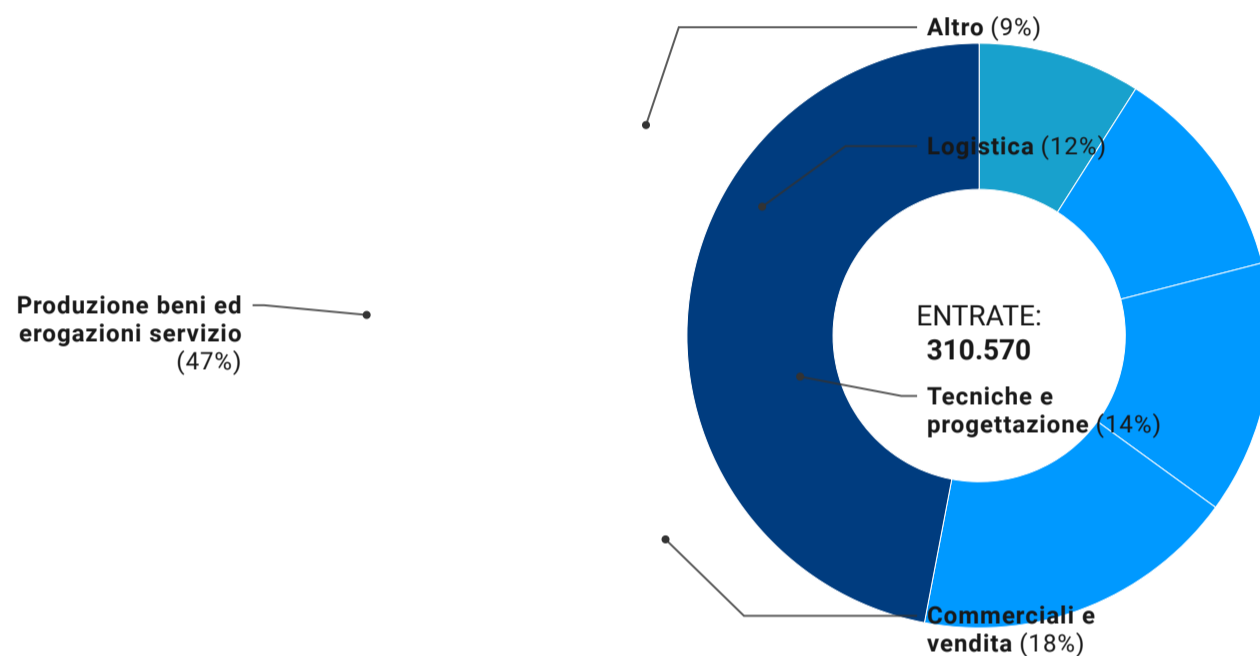 Altro (9%)
Logistica (12%)
Produzione beni ed
erogazioni servizio
(47%)
ENTRATE:
310.570
Tecniche e
progettazione (14%)
Commerciali e
vendita (18%)